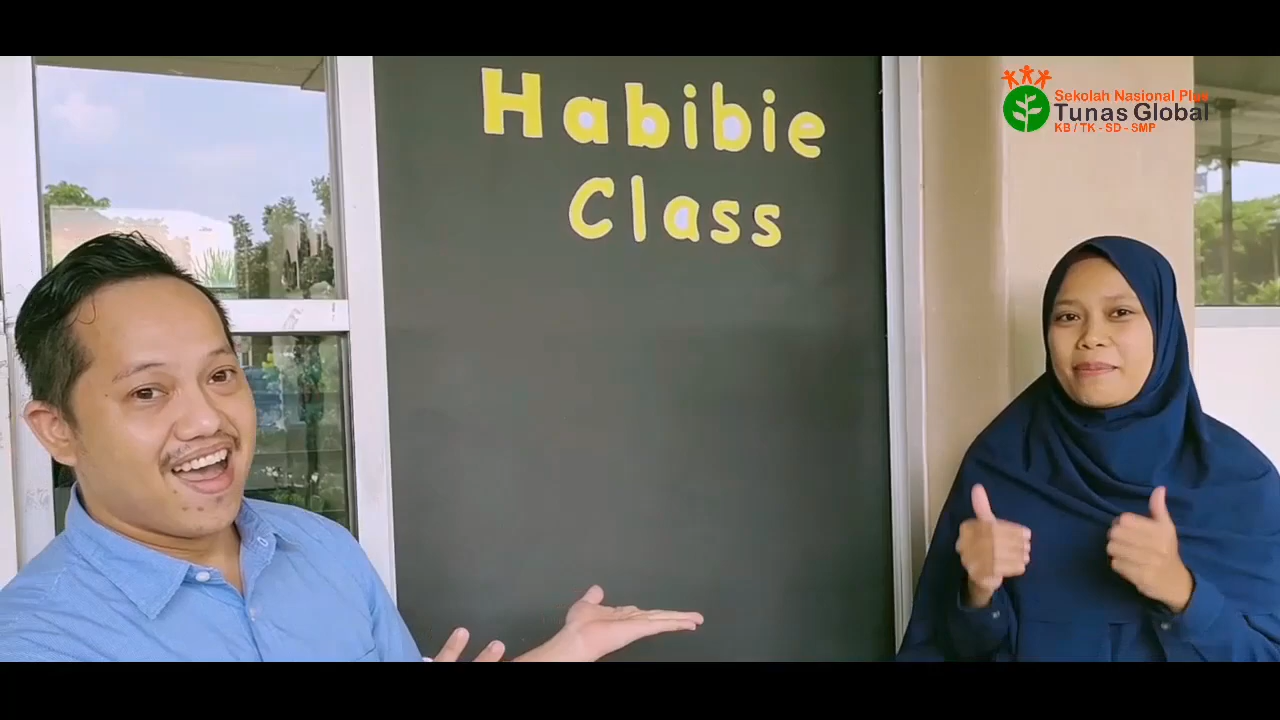 Habibie
Class
Sekolah Nasional Plus
Tunas Global
KB / TK - SD - SMP